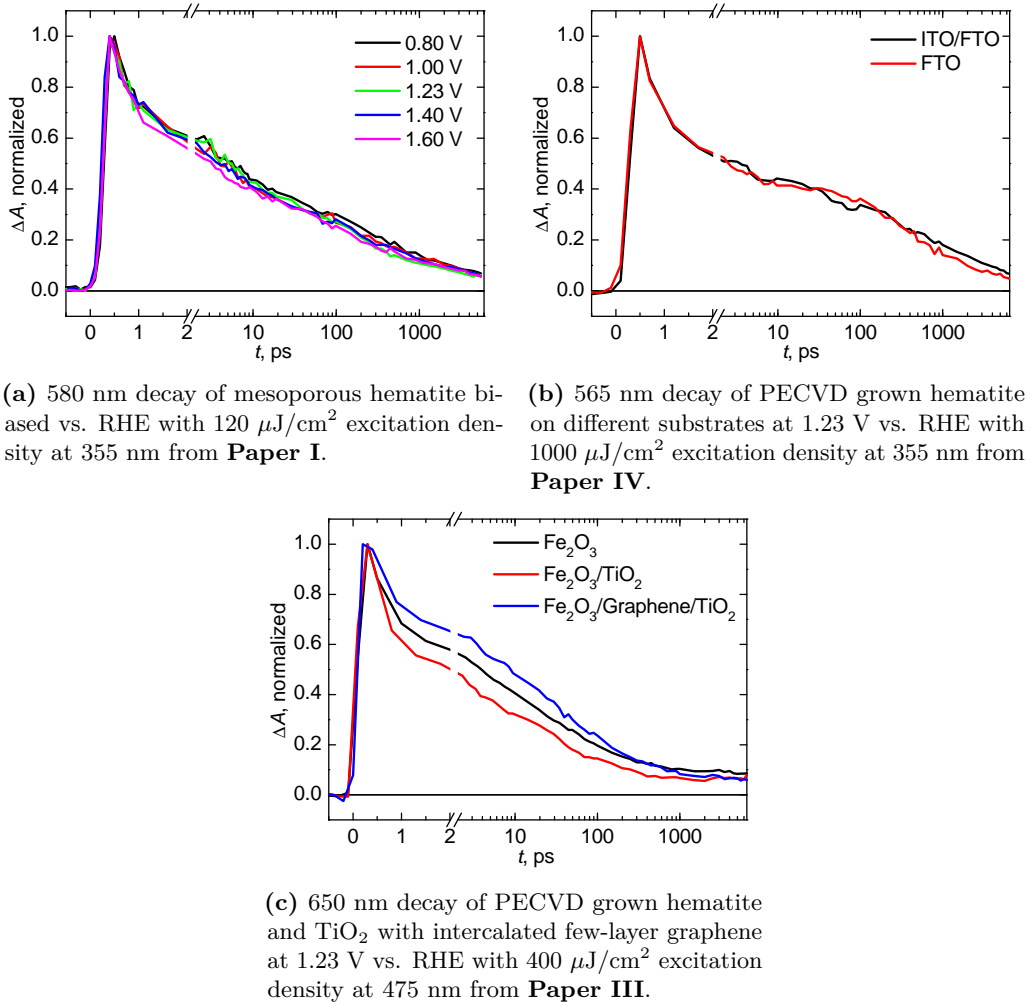 1.0
0.8
0.6
0.4
0.2
0.0
ΔA, normalized
0.80 V
1.00 V
1.23 V
1.40 V
1.60 V
0 1 2 10 100 1000
t, ps
(a) 580 nm decay of mesoporous hematite bi-
ased vs. RHE with 120 μJ/cm² excitation den-
sity at 355 nm from Paper I.
1.0
0.8
0.6
0.4
0.2
0.0
ΔA, normalized
ITO/FTO
FTO
0 1 2 10 100 1000
t, ps
(b) 565 nm decay of PECVD grown hematite
on different substrates at 1.23 V vs. RHE with
1000 μJ/cm² excitation density at 355 nm from
Paper IV.
1.0
0.8
0.6
0.4
0.2
0.0
ΔA, normalized
Fe₂O₃
Fe₂O₃/TiO₂
Fe₂O₃/Graphene/TiO₂
0 1 2 10 100 1000
t, ps
(c) 650 nm decay of PECVD grown hematite
and TiO₂ with intercalated few-layer graphene
at 1.23 V vs. RHE with 400 μJ/cm² excitation
density at 475 nm from Paper III.